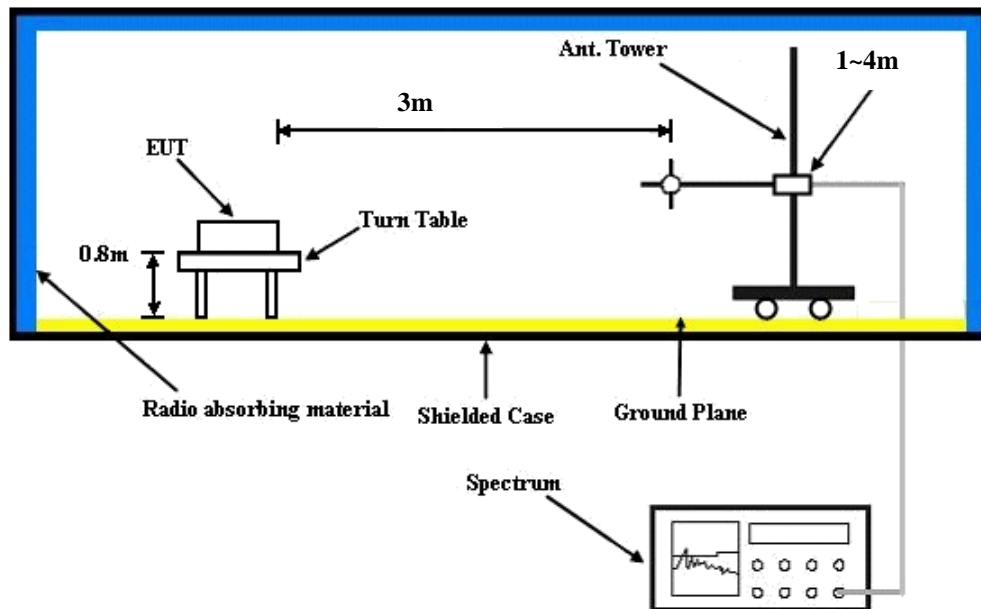 Ant. Tower
1~4m
3m
EUT
Turn Table
0.8m
Radio absorbing material
Shielded Case
Ground Plane
Spectrum